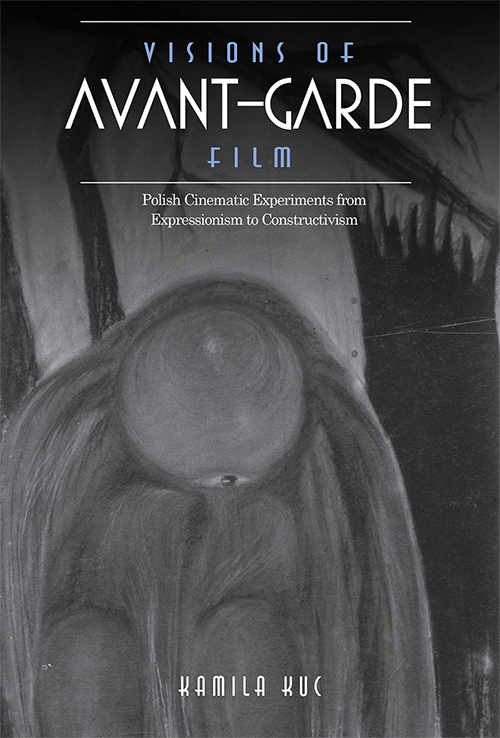 VISIONS OF
AVANT-GARDE
FILM
Polish Cinematic Experiments from
Expressionism to Constructivism
KAMILA KUC